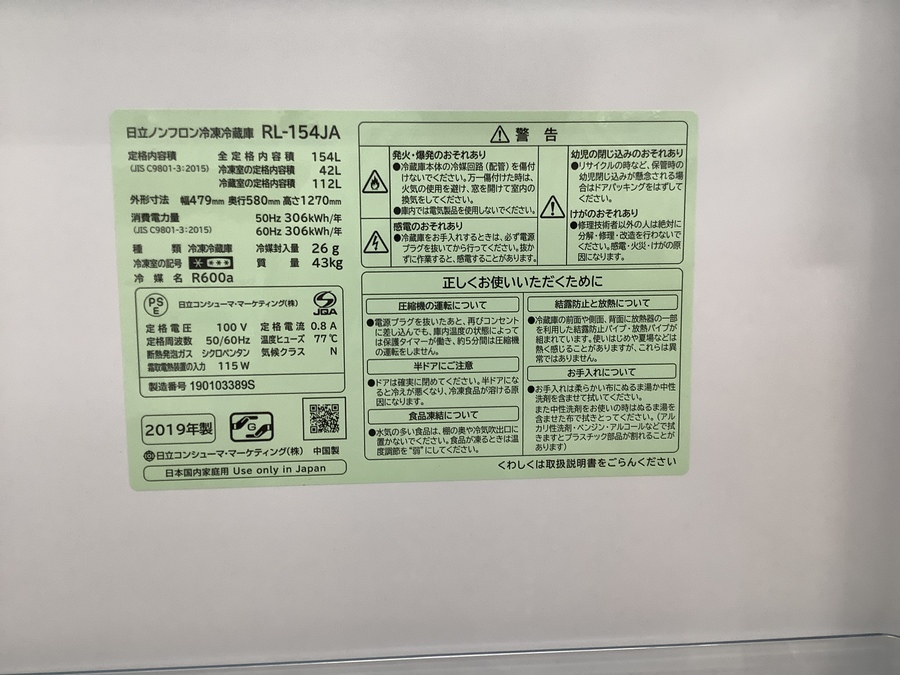 日立ノンフロン冷凍冷蔵庫 RL-154JA
定格内容積 全定格内容積 154L
(JIS C9801-3:2015) 冷凍室の定格内容積 42L
冷蔵室の定格内容積 112L
外形寸法 幅479mm 奥行580mm 高さ1270mm
消費電力量 50Hz 306kWh/年
(JIS C9801-3:2015) 60Hz 306kWh/年
種類 冷凍冷蔵庫 冷媒封入量 26g
冷凍室の記号 質量 43kg
冷媒名 R600a
PSE 日立コンシューマ・マーケティング(株) JQA
定格電圧 100V 定格電流 0.8A
定格周波数 50/60Hz 温度ヒューズ 77℃
断熱発泡ガス シクロペンタン 気候クラス N
霜取電熱装置の入力 115W
製造番号 190103389S
2019年製
G
日立コンシューマ・マーケティング(株) 中国製
日本国内家庭用 Use only in Japan
警告
発火・爆発のおそれあり
●冷蔵庫本体の冷媒回路(配管)を傷付
けないでください。万一傷付けた時は、
火気の使用を避け、窓を開けて室内の
換気をしてください。
●庫内では電気製品を使用しないでください。
感電のおそれあり
●冷蔵庫をお手入れするときは、必ず電源
プラグを抜いてから行ってください。抜か
ずに作業すると、感電することがあります。
幼児の閉じ込みのおそれあり
●リサイクルの時など、保管時の
幼児閉じ込みが懸念される場
合はドアパッキングをはずして
ください。
けがのおそれあり
●修理技術者以外の人は絶対に
分解・修理・改造を行わないで
ください。感電・火災・けがの原
因になります。
正しくお使いいただくために
圧縮機の運転について
●電源プラグを抜いたあと、再びコンセント
に差し込んでも、庫内温度の状態によって
は保護タイマーが働き、約5分間は圧縮機
の運転をしません。
半ドアにご注意
●ドアは確実に閉めてください。半ドアにな
ると冷えが悪くなり、冷凍食品が溶ける原
因になります。
食品凍結について
●水気の多い食品は、棚の奥や冷気吹出口に
置かないでください。食品が凍るときは温
度調節を“弱”にしてください。
結露防止と放熱について
●冷蔵庫の前面や側面、背面に放熱器の一部
を利用した結露防止パイプ・放熱パイプが
組まれています。使いはじめや夏場などは
熱く感じることがありますが、これらは異
常ではありません。
お手入れについて
●お手入れは柔らかい布にぬるま湯か中性
洗剤を含ませて拭いてください。
また中性洗剤をお使いの時はぬるま湯を
含ませた布で拭きとってください。(アル
カリ性洗剤・ベンジン・アルコールなどで拭
きますとプラスチック部品が割れることが
あります)
くわしくは取扱説明書をごらんください